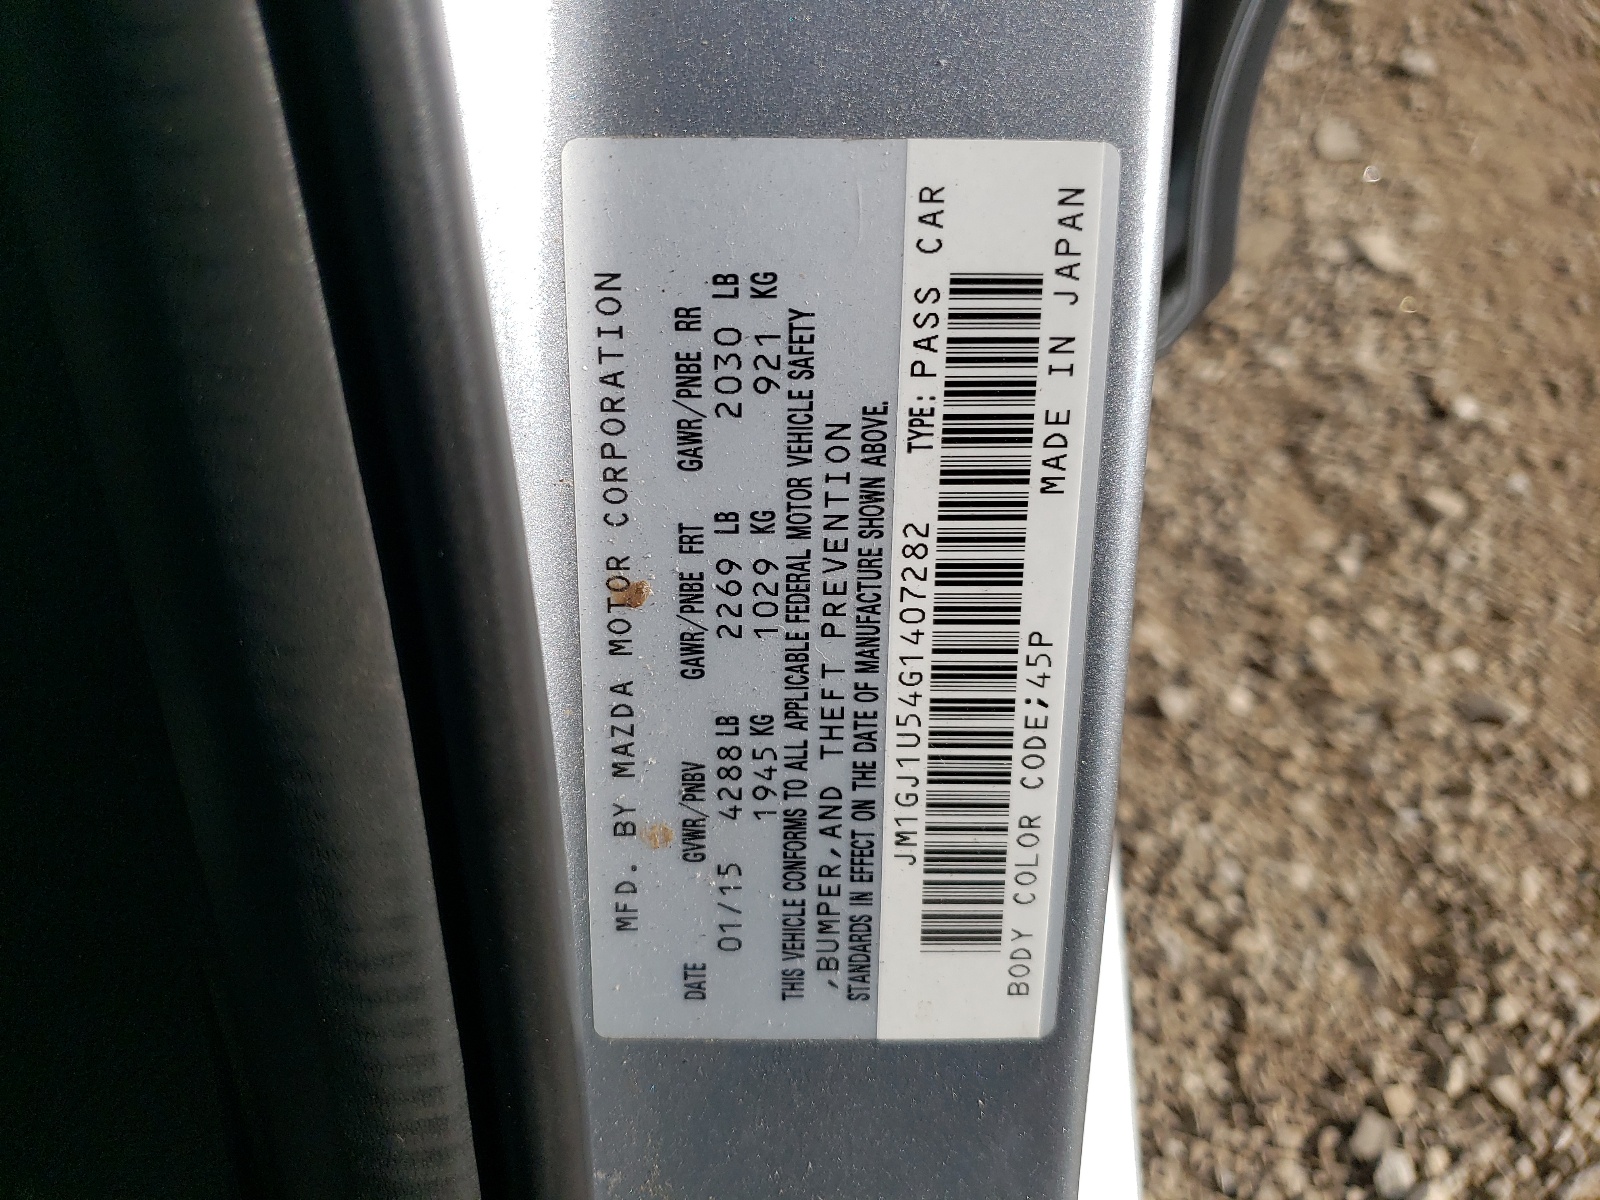 MFD. BY MAZDA MOTOR CORPORATION
DATE GVWR/PNBV GAWR/PNBE FRT GAWR/PNBE RR
01/15 4288 LB 2269 LB 2030 LB
1945 KG 1029 KG 921 KG
THIS VEHICLE CONFORMS TO ALL APPLICABLE FEDERAL MOTOR VEHICLE SAFETY
,BUMPER,AND THEFT PREVENTION
STANDARDS IN EFFECT ON THE DATE OF MANUFACTURE SHOWN ABOVE.
JM1GJ1U54G1407282 TYPE: PASS CAR
BODY COLOR CODE;45P MADE IN JAPAN